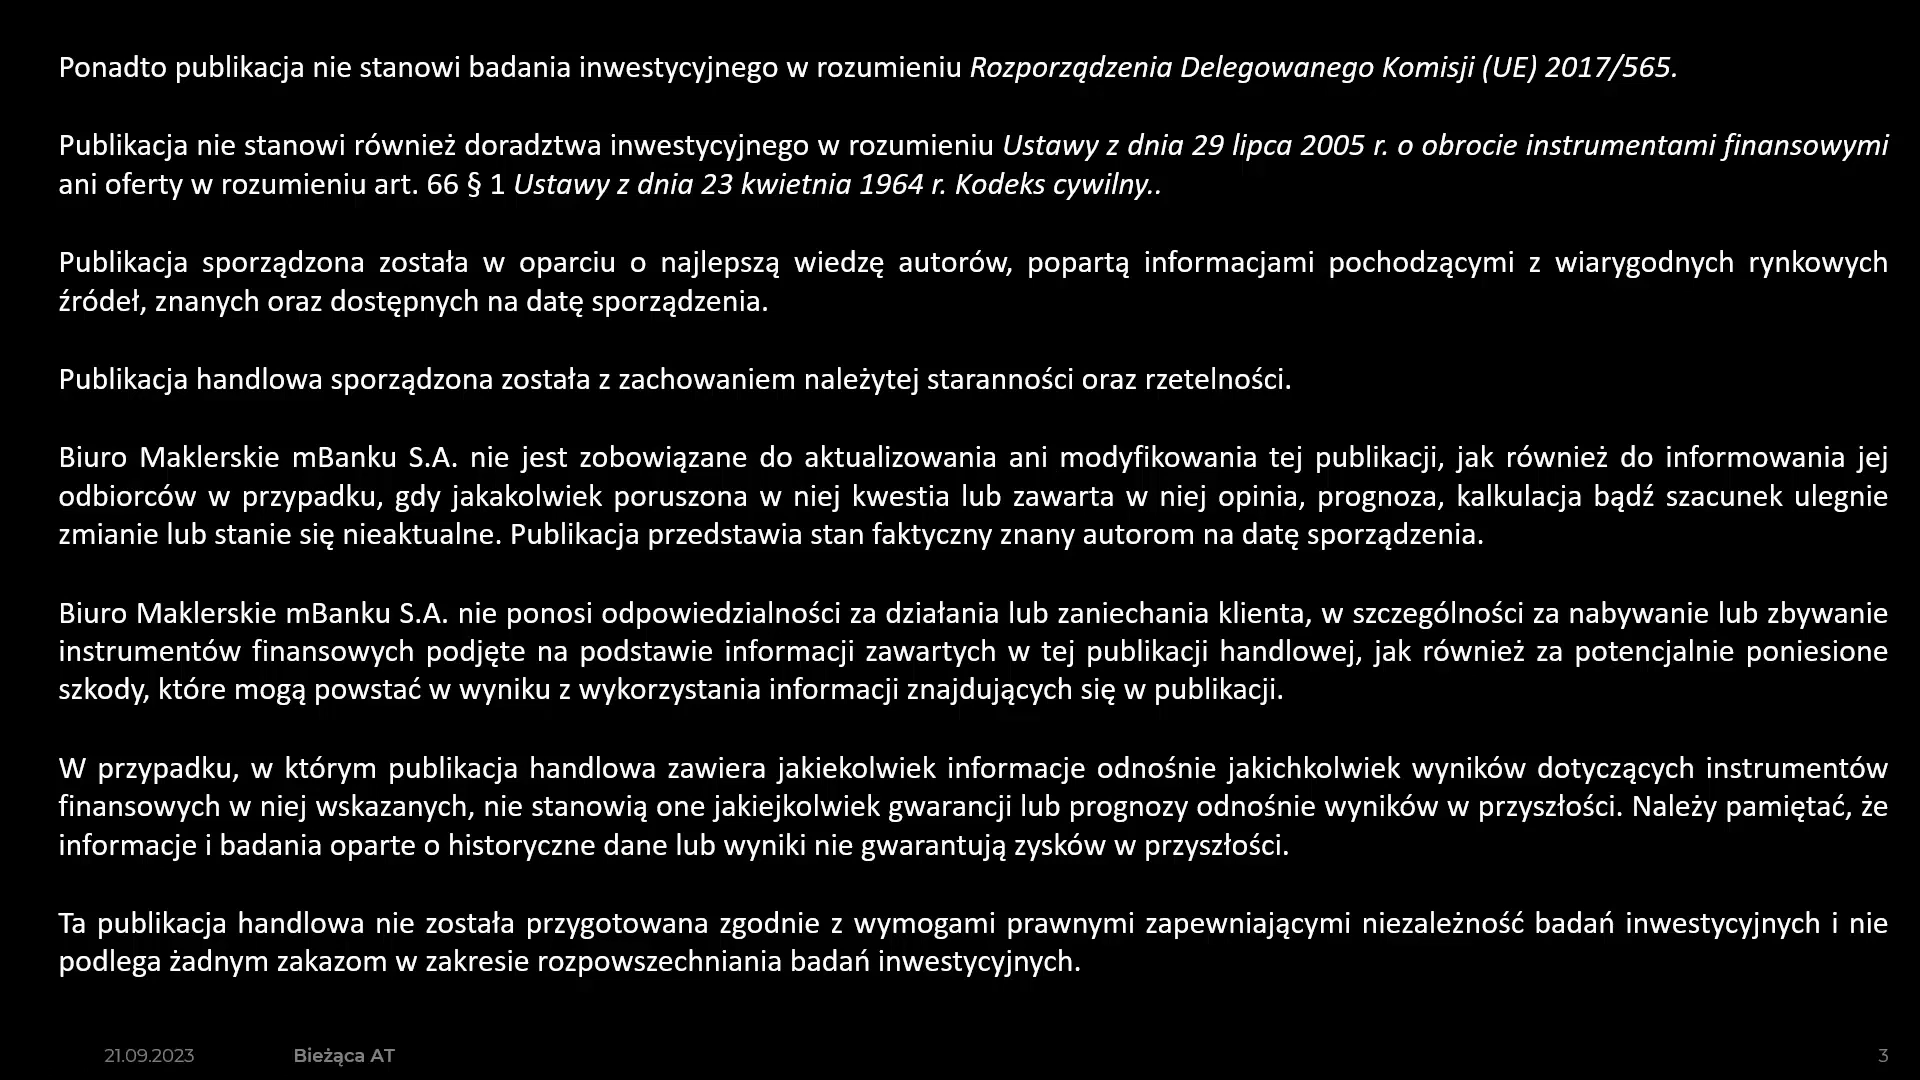 Ponadto publikacja nie stanowi badania inwestycyjnego w rozumieniu Rozporządzenia Delegowanego Komisji (UE) 2017/565.
Publikacja nie stanowi również doradztwa inwestycyjnego w rozumieniu Ustawy z dnia 29 lipca 2005 r. o obrocie instrumentami finansowymi
ani oferty w rozumieniu art. 66 § 1 Ustawy z dnia 23 kwietnia 1964 r. Kodeks cywilny..
Publikacja sporządzona została w oparciu o najlepszą wiedzę autorów, popartą informacjami pochodzącymi z wiarygodnych rynkowych
źródeł, znanych oraz dostępnych na datę sporządzenia.
Publikacja handlowa sporządzona została z zachowaniem należytej staranności oraz rzetelności.
Biuro Maklerskie mBanku S.A. nie jest zobowiązane do aktualizowania ani modyfikowania tej publikacji, jak również do informowania jej
odbiorców w przypadku, gdy jakakolwiek poruszona w niej kwestia lub zawarta w niej opinia, prognoza, kalkulacja bądź szacunek ulegnie
zmianie lub stanie się nieaktualne. Publikacja przedstawia stan faktyczny znany autorom na datę sporządzenia.
Biuro Maklerskie mBanku S.A. nie ponosi odpowiedzialności za działania lub zaniechania klienta, w szczególności za nabywanie lub zbywanie
instrumentów finansowych podjęte na podstawie informacji zawartych w tej publikacji handlowej, jak również za potencjalnie poniesione
szkody, które mogą powstać w wyniku z wykorzystania informacji znajdujących się w publikacji.
W przypadku, w którym publikacja handlowa zawiera jakiekolwiek informacje odnośnie jakichkolwiek wyników dotyczących instrumentów
finansowych w niej wskazanych, nie stanowią one jakiejkolwiek gwarancji lub prognozy odnośnie wyników w przyszłości. Należy pamiętać, że
informacje i badania oparte o historyczne dane lub wyniki nie gwarantują zysków w przyszłości.
Ta publikacja handlowa nie została przygotowana zgodnie z wymogami prawnymi zapewniającymi niezależność badań inwestycyjnych i nie
podlega żadnym zakazom w zakresie rozpowszechniania badań inwestycyjnych.
21.09.2023 Bieżąca AT 3